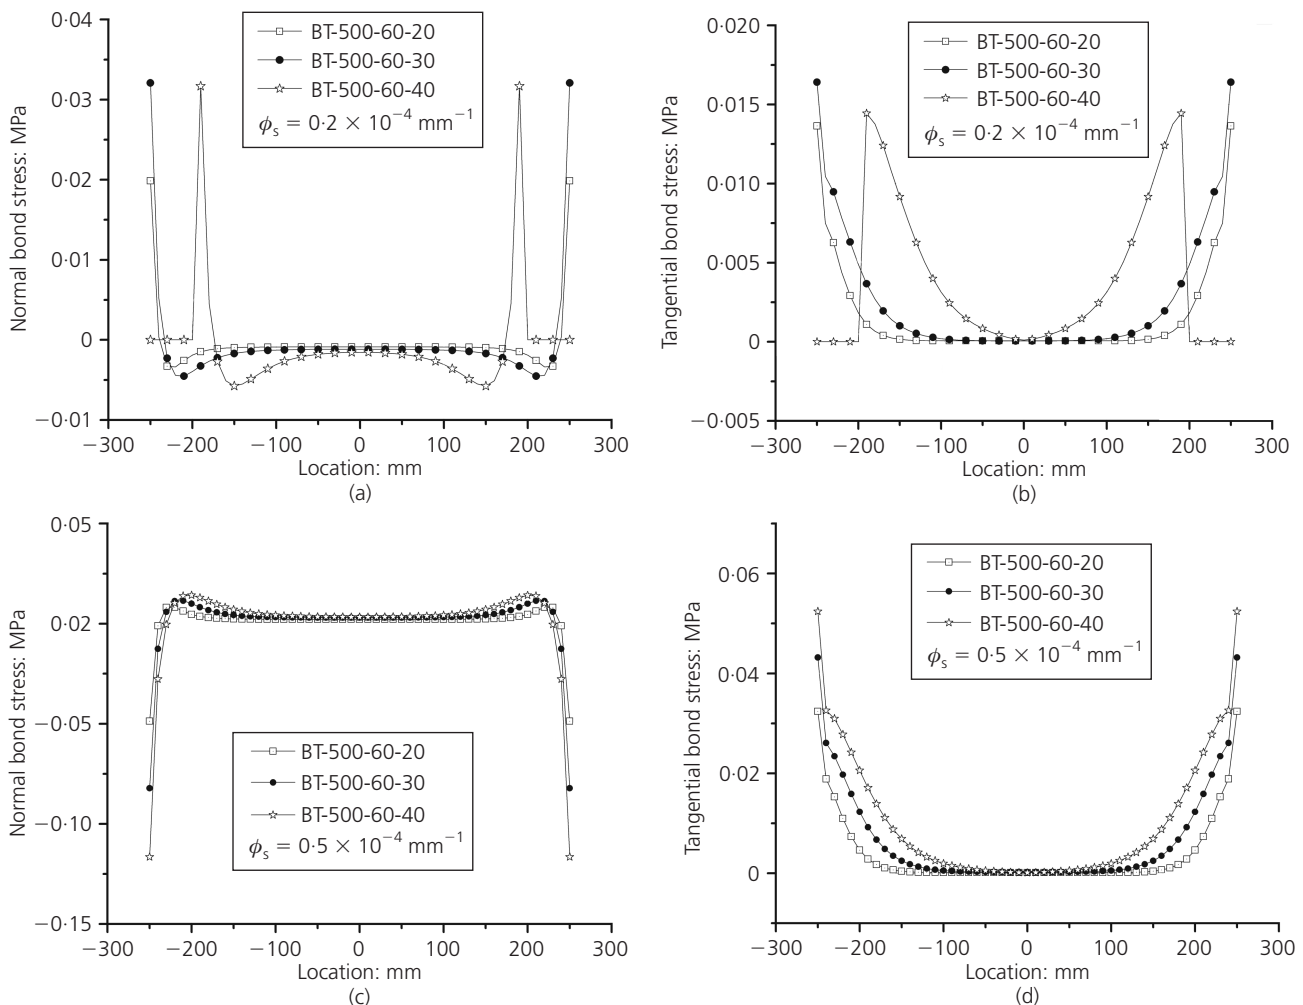 0·04
0·03
0·02
0·01
0
−0·01
Normal bond stress: MPa
BT-500-60-20
BT-500-60-30
BT-500-60-40
ϕs = 0·2 × 10−4 mm−1
−300 −200 −100 0 100 200 300
Location: mm
(a)
0·020
0·015
0·010
0·005
0
−0·005
Tangential bond stress: MPa
BT-500-60-20
BT-500-60-30
BT-500-60-40
ϕs = 0·2 × 10−4 mm−1
−300 −200 −100 0 100 200 300
Location: mm
(b)
0·05
0·02
−0·05
−0·10
−0·15
Normal bond stress: MPa
BT-500-60-20
BT-500-60-30
BT-500-60-40
ϕs = 0·5 × 10−4 mm−1
−300 −200 −100 0 100 200 300
Location: mm
(c)
0·06
0·04
0·02
0
Tangential bond stress: MPa
BT-500-60-20
BT-500-60-30
BT-500-60-40
ϕs = 0·5 × 10−4 mm−1
−300 −200 −100 0 100 200 300
Location: mm
(d)